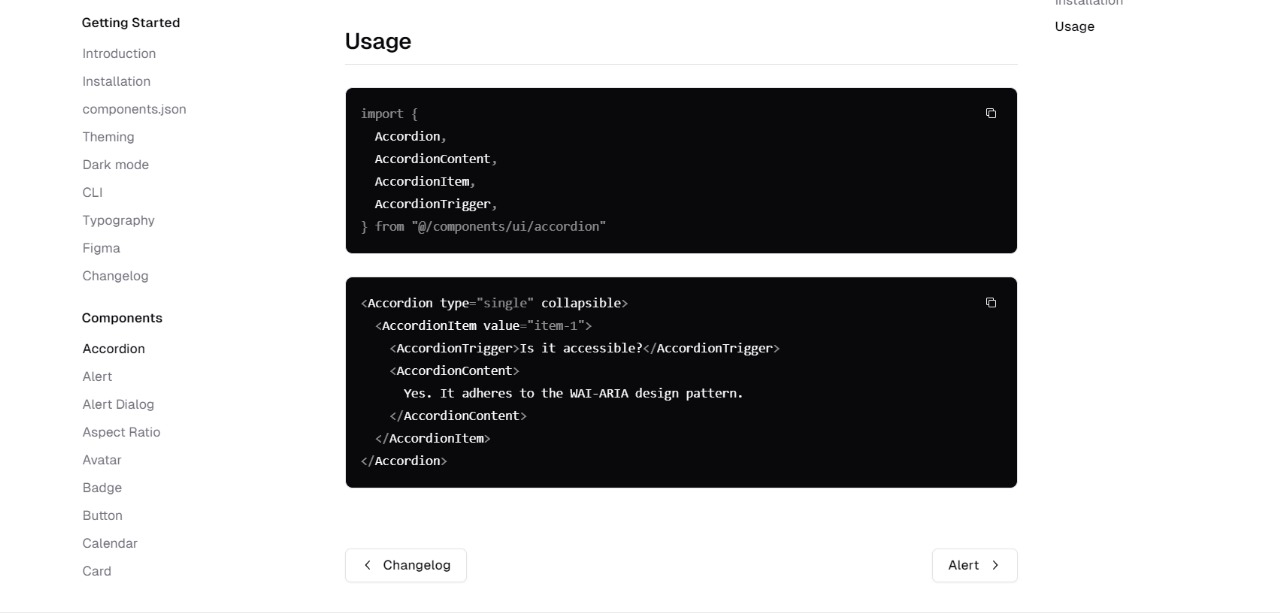 Getting Started
Introduction
Installation
components.json
Theming
Dark mode
CLI
Typography
Figma
Changelog
Components
Accordion
Alert
Alert Dialog
Aspect Ratio
Avatar
Badge
Button
Calendar
Card
Usage
import {
  Accordion,
  AccordionContent,
  AccordionItem,
  AccordionTrigger,
} from "@/components/ui/accordion"
<Accordion type="single" collapsible>
  <AccordionItem value="item-1">
    <AccordionTrigger>Is it accessible?</AccordionTrigger>
    <AccordionContent>
      Yes. It adheres to the WAI-ARIA design pattern.
    </AccordionContent>
  </AccordionItem>
</Accordion>
Changelog
Alert
Installation
Usage